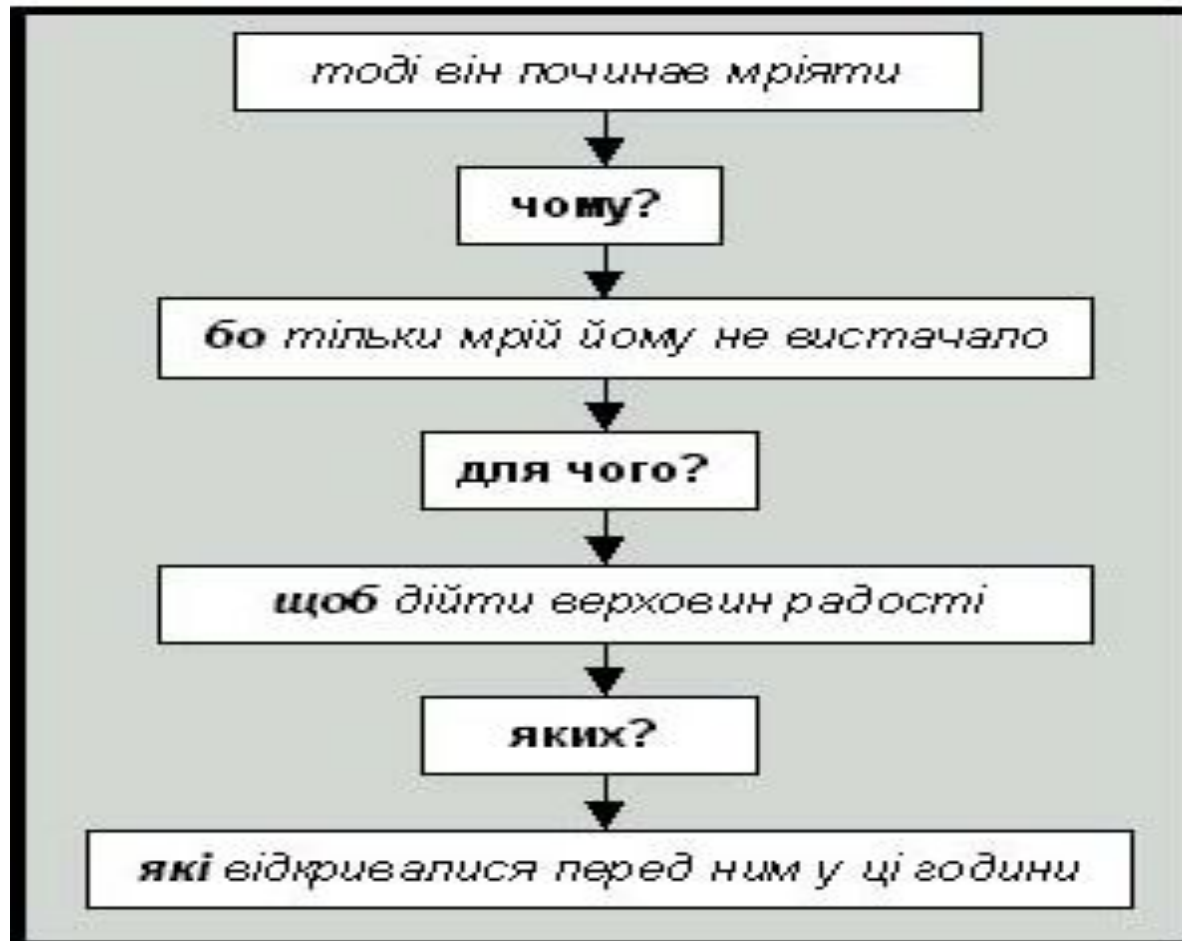 тоді він починав мріяти
чому?
бо тільки мрій йому не вистачало
для чого?
щоб дійти верховин радості
яких?
які відкривалися перед ним у ці години